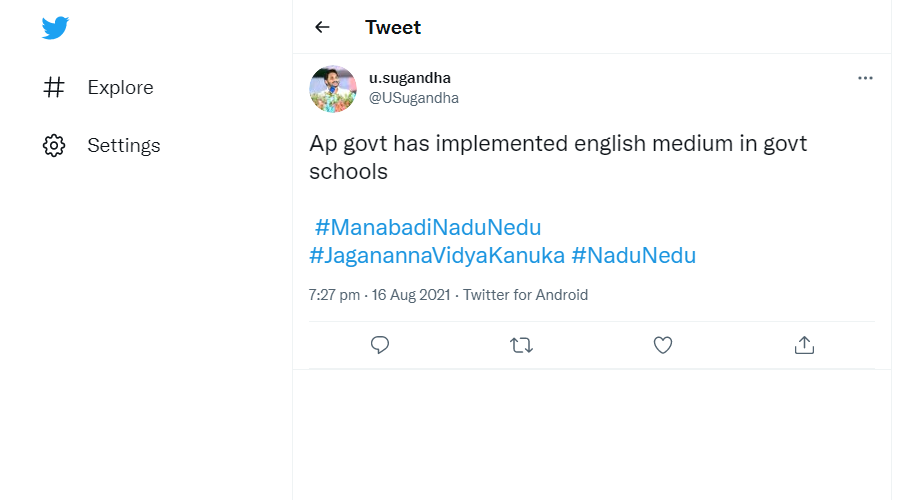 Tweet
Explore
Settings
u.sugandha
@USugandha
Ap govt has implemented english medium in govt
schools
#ManabadiNaduNedu
#JaganannaVidyaKanuka #NaduNedu
7:27 pm · 16 Aug 2021 · Twitter for Android